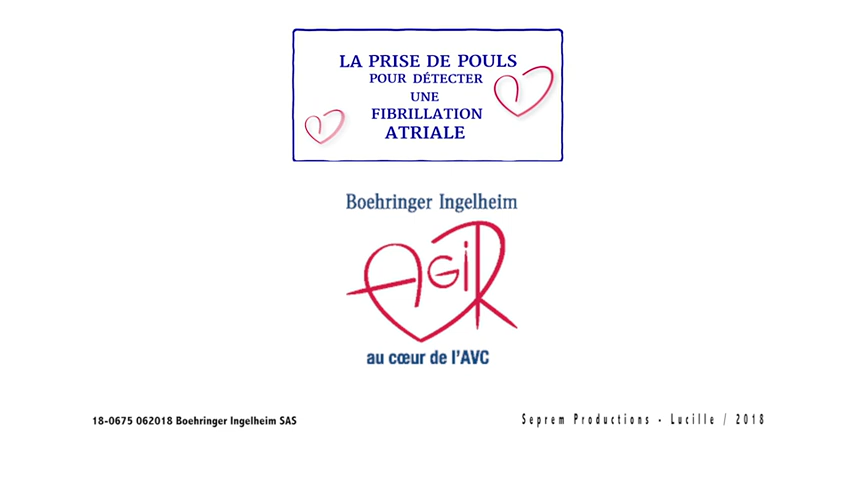 LA PRISE DE POULS
POUR DÉTECTER
UNE
FIBRILLATION
ATRIALE
Boehringer Ingelheim
AGIR
au cœur de l'AVC
18-0675 062018 Boehringer Ingelheim SAS
Seprem Productions - Lucille / 2018